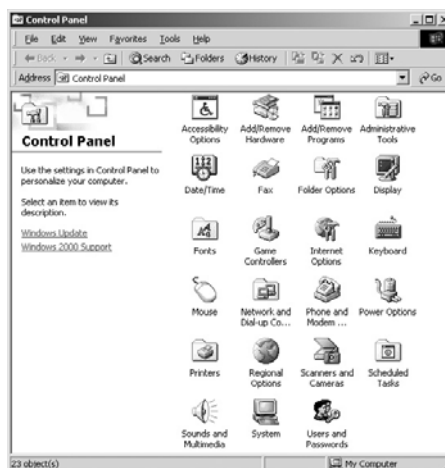 Control Panel
File Edit View Favorites Tools Help
Back Search Folders History
Address Control Panel Go
Control Panel
Use the settings in Control Panel to
personalize your computer.
Select an item to view its
description.
Windows Update
Windows 2000 Support
Accessibility
Options
Add/Remove
Hardware
Add/Remove
Programs
Administrative
Tools
Date/Time
Fax
Folder Options
Display
Fonts
Game
Controllers
Internet
Options
Keyboard
Mouse
Network and
Dial-up Co...
Phone and
Modem ...
Power Options
Printers
Regional
Options
Scanners and
Cameras
Scheduled
Tasks
Sounds and
Multimedia
System
Users and
Passwords
23 object(s) My Computer